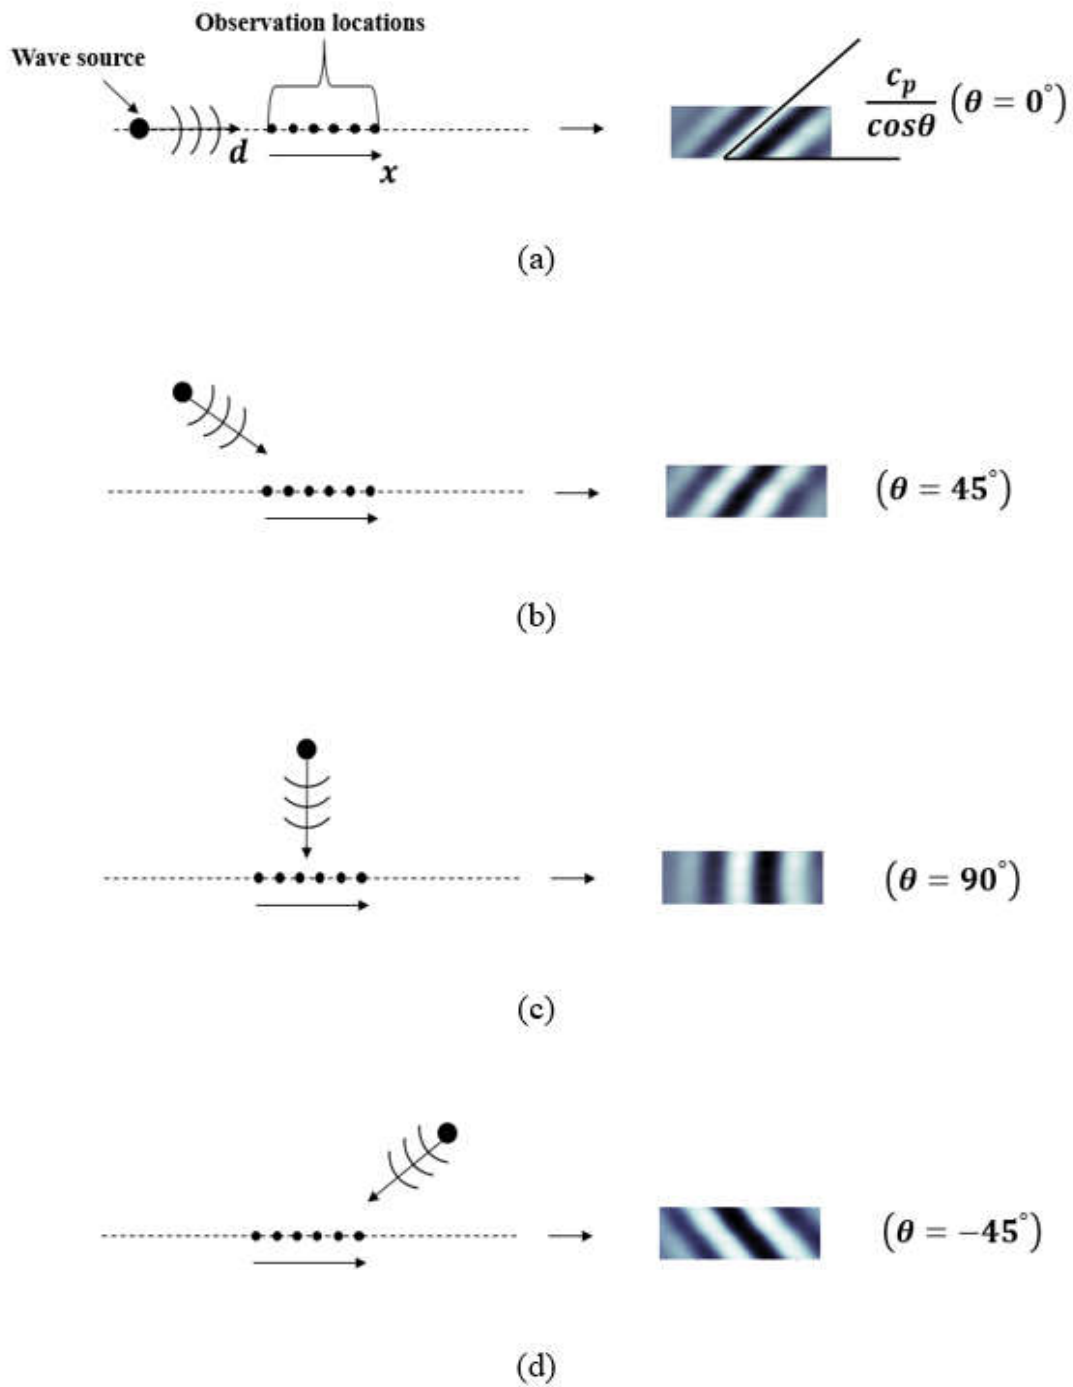 Observation locations
Wave source
d
x
c_p/cosθ (θ = 0°)
(a)
(θ = 45°)
(b)
(θ = 90°)
(c)
(θ = −45°)
(d)